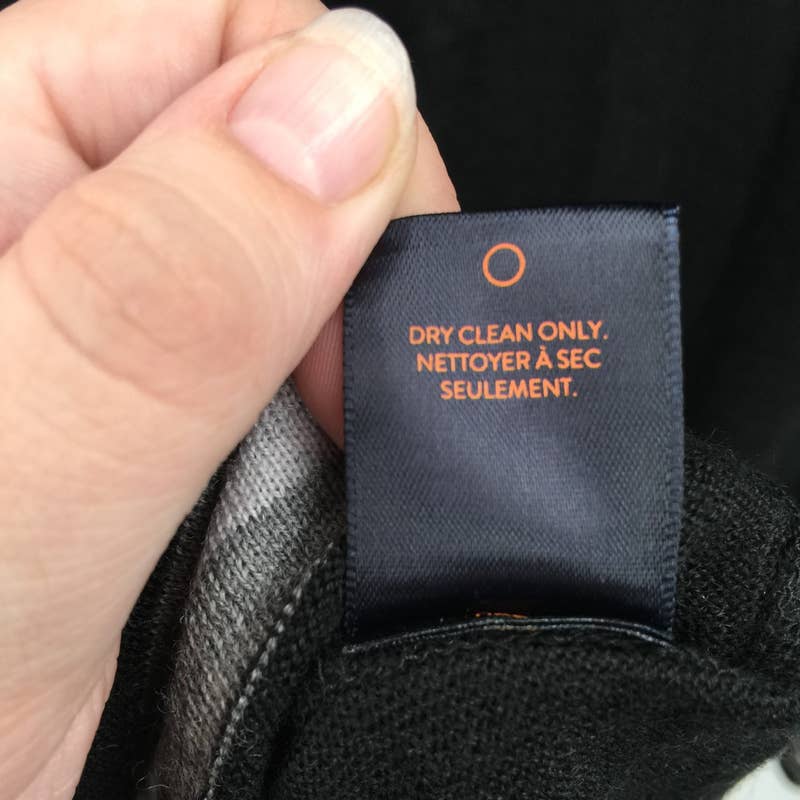 DRY CLEAN ONLY.
NETTOYER À SEC
SEULEMENT.